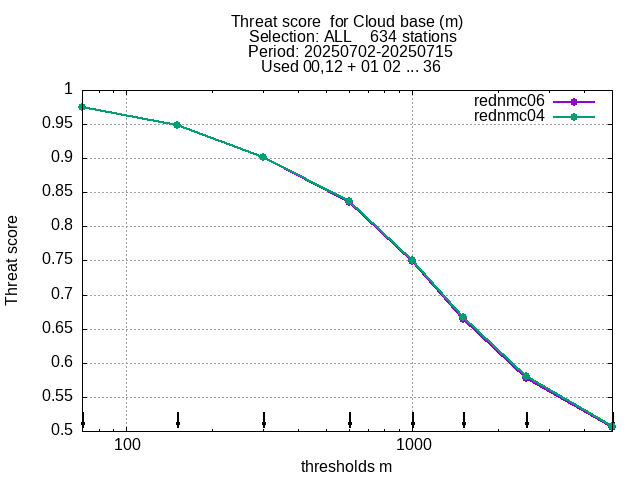 Threat score  for Cloud base (m)
Selection: ALL    634 stations
Period: 20250702-20250715
Used 00,12 + 01 02 ... 36
rednmc06
rednmc04
1
0.95
0.9
0.85
0.8
0.75
0.7
0.65
0.6
0.55
0.5
Threat score
100
1000
thresholds m